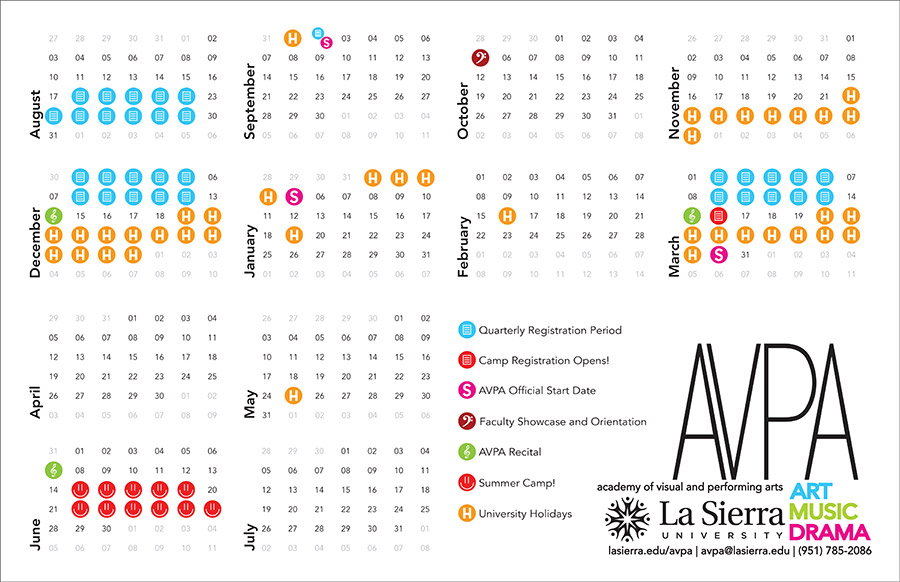 August
27 28 29 30 31 01 02
03 04 05 06 07 08 09
10 11 12 13 14 15 16
17 23
30
31 01 02 03 04 05 06
September
31 H S 03 04 05 06
07 08 09 10 11 12 13
14 15 16 17 18 19 20
21 22 23 24 25 26 27
28 29 30 01 02 03 04
05 06 07 08 09 10 11
October
28 29 30 01 02 03 04
06 07 08 09 10 11
12 13 14 15 16 17 18
19 20 21 22 23 24 25
26 27 28 29 30 31 01
02 03 04 05 06 07 08
November
26 27 28 29 30 31 01
02 03 04 05 06 07 08
09 10 11 12 13 14 15
16 17 18 19 20 21 H
H H H H H H H
H 01 02 03 04 05 06
December
30 06
07 13
15 16 17 18 H H
H H H H H H H
H H H H 01 02 03
04 05 06 07 08 09 10
January
28 29 30 31 H H H
H S 06 07 08 09 10
11 12 13 14 15 16 17
18 H 20 21 22 23 24
25 26 27 28 29 30 31
01 02 03 04 05 06 07
February
01 02 03 04 05 06 07
08 09 10 11 12 13 14
15 H 17 18 19 20 21
22 23 24 25 26 27 28
01 02 03 04 05 06 07
08 09 10 11 12 13 14
March
01 07
08 14
17 18 19 H H
H H H H H H H
H S 31 01 02 03 04
05 06 07 08 09 10 11
April
29 30 31 01 02 03 04
05 06 07 08 09 10 11
12 13 14 15 16 17 18
19 20 21 22 23 24 25
26 27 28 29 30 01 02
03 04 05 06 07 08 09
May
26 27 28 29 30 01 02
03 04 05 06 07 08 09
10 11 12 13 14 15 16
17 18 19 20 21 22 23
24 H 26 27 28 29 30
31 01 02 03 04 05 06
June
31 01 02 03 04 05 06
08 09 10 11 12 13
14 20
21
28 29 30 01 02 03 04
05 06 07 08 09 10 11
July
28 29 30 01 02 03 04
05 06 07 08 09 10 11
12 13 14 15 16 17 18
19 20 21 22 23 24 25
26 27 28 29 30 31 01
02 03 04 05 06 07 08
Quarterly Registration Period
Camp Registration Opens!
S AVPA Official Start Date
Faculty Showcase and Orientation
AVPA Recital
Summer Camp!
H University Holidays
AVPA
academy of visual and performing arts
ART
MUSIC
DRAMA
La Sierra
UNIVERSITY
lasierra.edu/avpa | avpa@lasierra.edu | (951) 785-2086